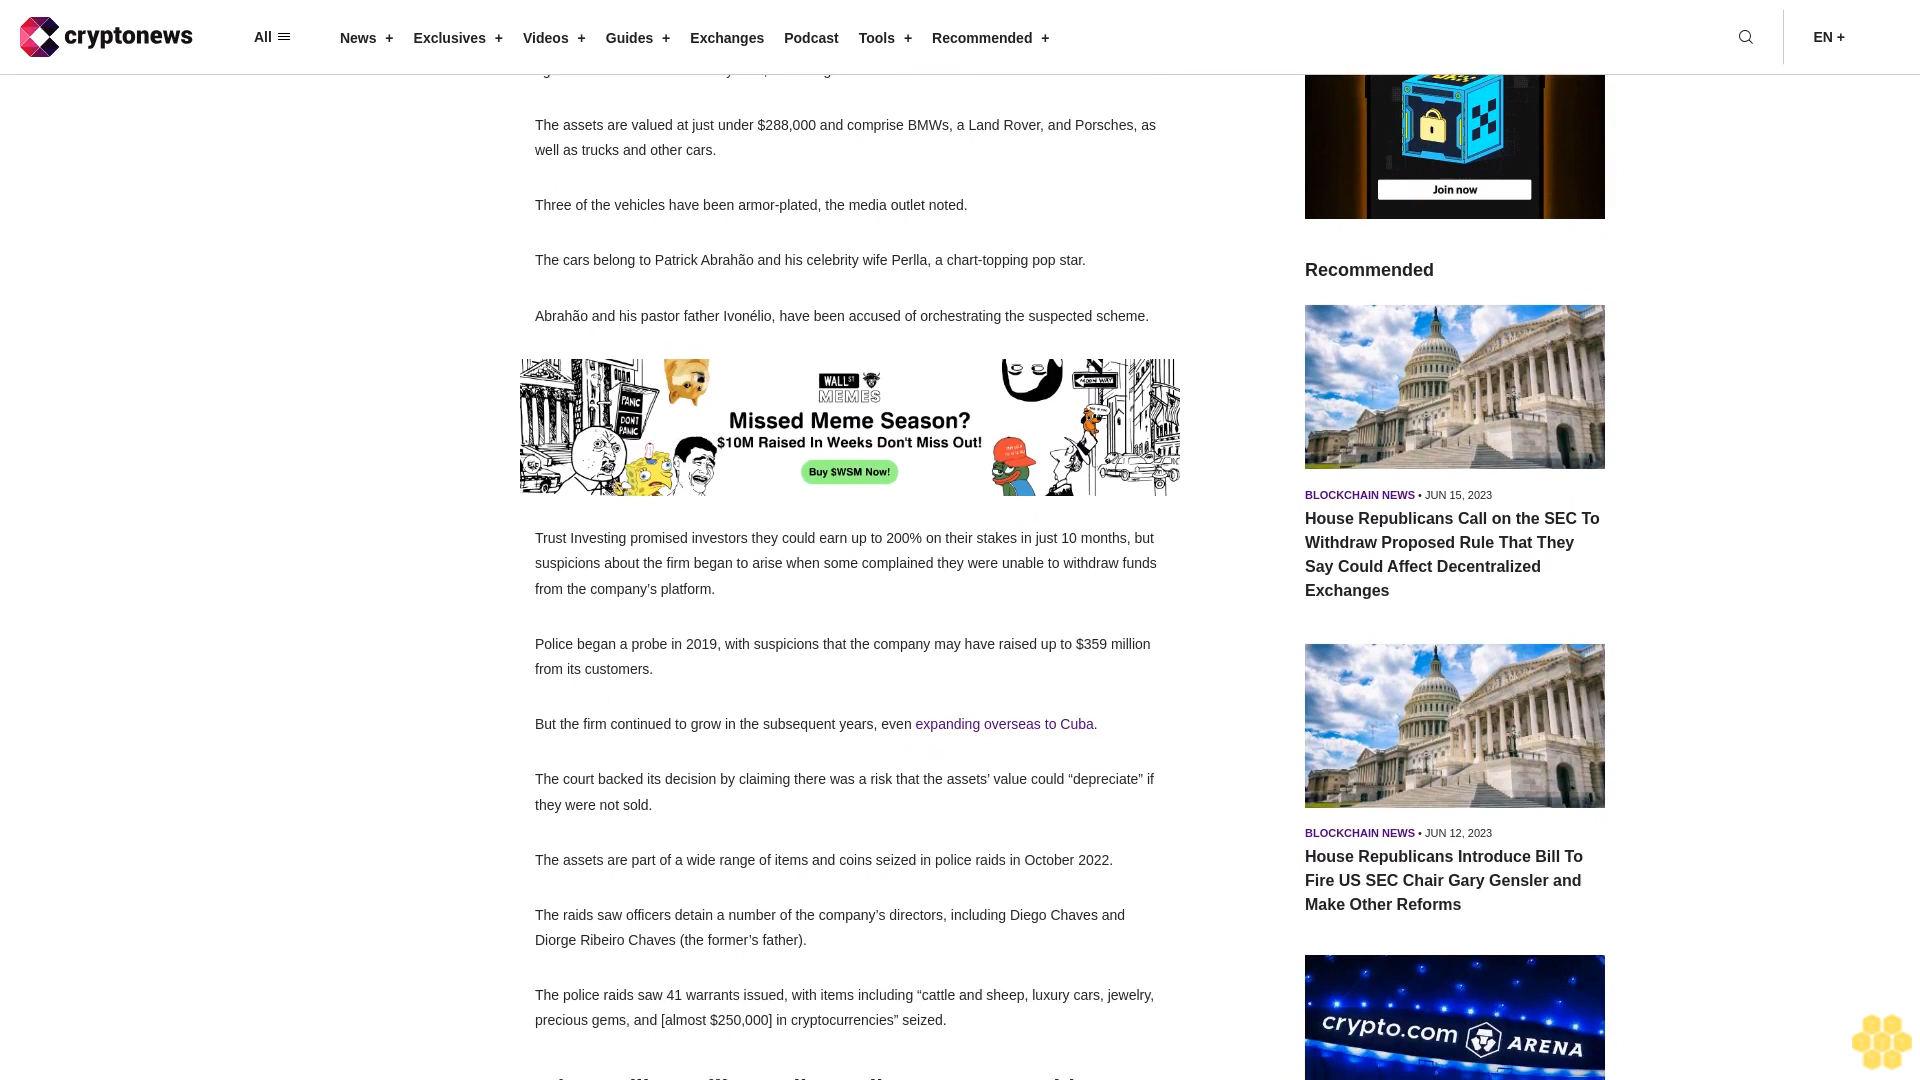 cryptonews
All
News +
Exclusives +
Videos +
Guides +
Exchanges
Podcast
Tools +
Recommended +
EN +
The assets are valued at just under $288,000 and comprise BMWs, a Land Rover, and Porsches, as
well as trucks and other cars.
Three of the vehicles have been armor-plated, the media outlet noted.
The cars belong to Patrick Abrahão and his celebrity wife Perlla, a chart-topping pop star.
Abrahão and his pastor father Ivonélio, have been accused of orchestrating the suspected scheme.
PANIC
DONT
PANIC
WALL ST
MEMES
Missed Meme Season?
$10M Raised In Weeks Don't Miss Out!
Buy $WSM Now!
Trust Investing promised investors they could earn up to 200% on their stakes in just 10 months, but
suspicions about the firm began to arise when some complained they were unable to withdraw funds
from the company’s platform.
Police began a probe in 2019, with suspicions that the company may have raised up to $359 million
from its customers.
But the firm continued to grow in the subsequent years, even expanding overseas to Cuba.
The court backed its decision by claiming there was a risk that the assets’ value could “depreciate” if
they were not sold.
The assets are part of a wide range of items and coins seized in police raids in October 2022.
The raids saw officers detain a number of the company’s directors, including Diego Chaves and
Diorge Ribeiro Chaves (the former’s father).
The police raids saw 41 warrants issued, with items including “cattle and sheep, luxury cars, jewelry,
precious gems, and [almost $250,000] in cryptocurrencies” seized.
Join now
Recommended
BLOCKCHAIN NEWS • JUN 15, 2023
House Republicans Call on the SEC To
Withdraw Proposed Rule That They
Say Could Affect Decentralized
Exchanges
BLOCKCHAIN NEWS • JUN 12, 2023
House Republicans Introduce Bill To
Fire US SEC Chair Gary Gensler and
Make Other Reforms
crypto.com ARENA